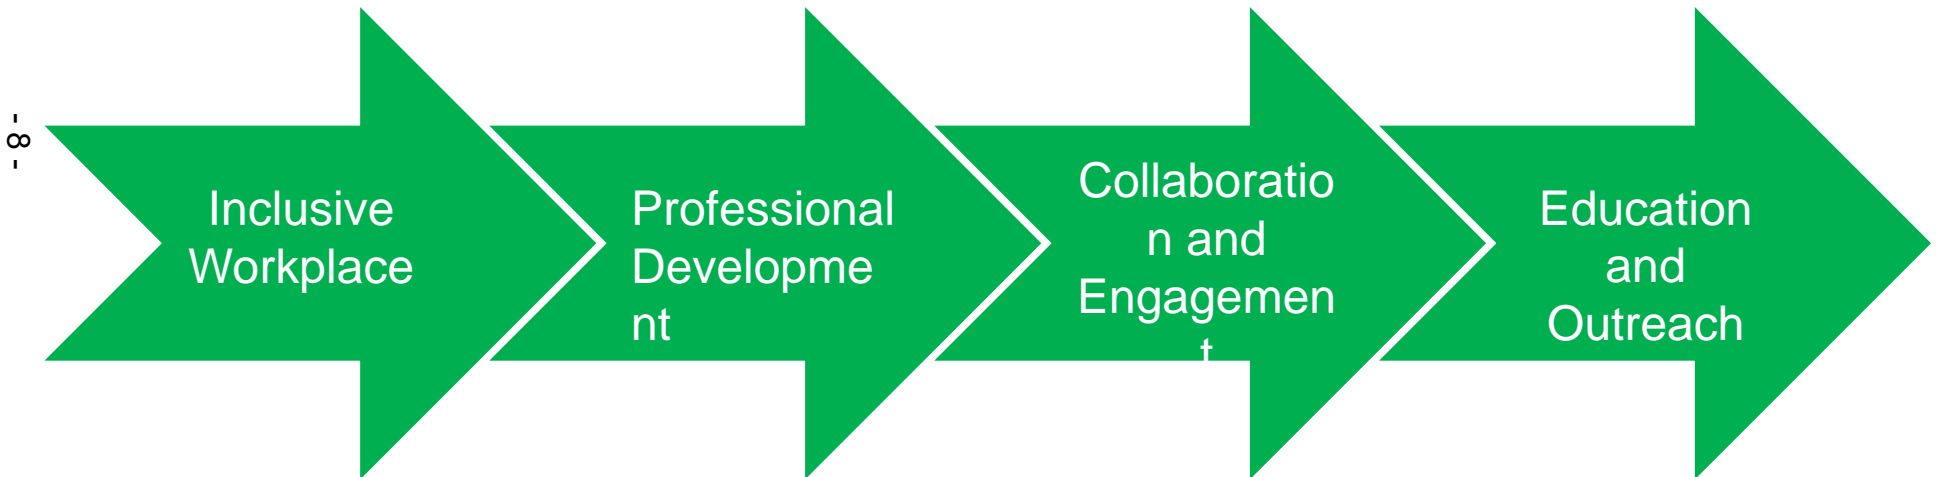 - 8 -
Inclusive
Workplace
Professional
Developme
nt
Collaboratio
n and
Engagemen
t
Education
and
Outreach